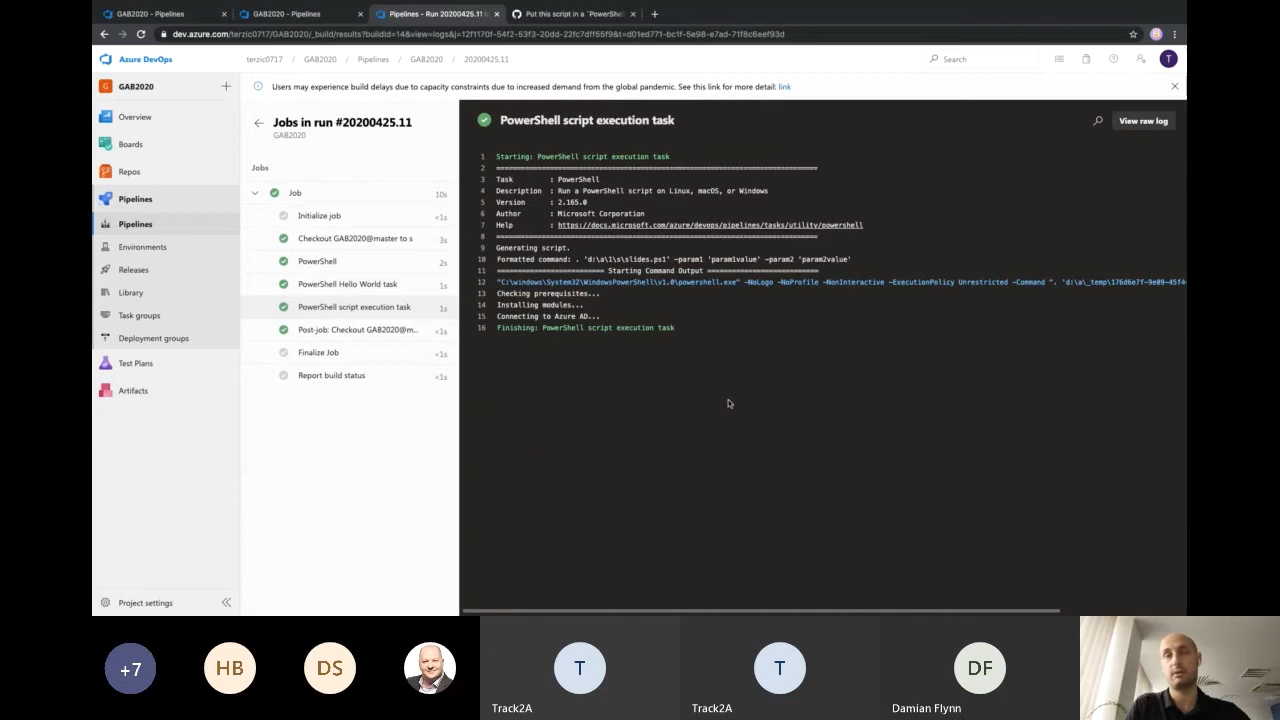 GAB2020 - Pipelines
GAB2020 - Pipelines
Pipelines - Run 20200425.11 l
Put this script in a `PowerShel
dev.azure.com/terzic0717/GAB2020/_build/results?buildId=14&view=logs&j=12f1170f-54f2-53f3-20dd-22fc7dff55f9&t=d01ed771-bc1f-5e98-e7ad-71f8c6eef93d
Azure DevOps
terzic0717 / GAB2020 / Pipelines / GAB2020 / 20200425.11
Search
T
G
GAB2020
Users may experience build delays due to capacity constraints due to increased demand from the global pandemic. See this link for more detail: link
Overview
Boards
Repos
Pipelines
Pipelines
Environments
Releases
Library
Task groups
Deployment groups
Test Plans
Artifacts
Project settings
Jobs in run #20200425.11
GAB2020
Jobs
Job 10s
Initialize job <1s
Checkout GAB2020@master to s 3s
PowerShell 2s
PowerShell Hello World task 1s
PowerShell script execution task 1s
Post-job: Checkout GAB2020@m... <1s
Finalize Job <1s
Report build status <1s
PowerShell script execution task
View raw log
1 Starting: PowerShell script execution task
2 ==============================================================================
3 Task : PowerShell
4 Description : Run a PowerShell script on Linux, macOS, or Windows
5 Version : 2.165.0
6 Author : Microsoft Corporation
7 Help : https://docs.microsoft.com/azure/devops/pipelines/tasks/utility/powershell
8 ==============================================================================
9 Generating script.
10 Formatted command: . 'd:\a\1\s\slides.ps1' -param1 'param1value' -param2 'param2value'
11 ========================== Starting Command Output ===========================
12 "C:\windows\System32\WindowsPowerShell\v1.0\powershell.exe" -NoLogo -NoProfile -NonInteractive -ExecutionPolicy Unrestricted -Command ". 'd:\a\_temp\176d6e7f-9e09-45f4-
13 Checking prerequisites...
14 Installing modules...
15 Connecting to Azure AD...
16 Finishing: PowerShell script execution task
+7
HB
DS
T
Track2A
T
Track2A
DF
Damian Flynn